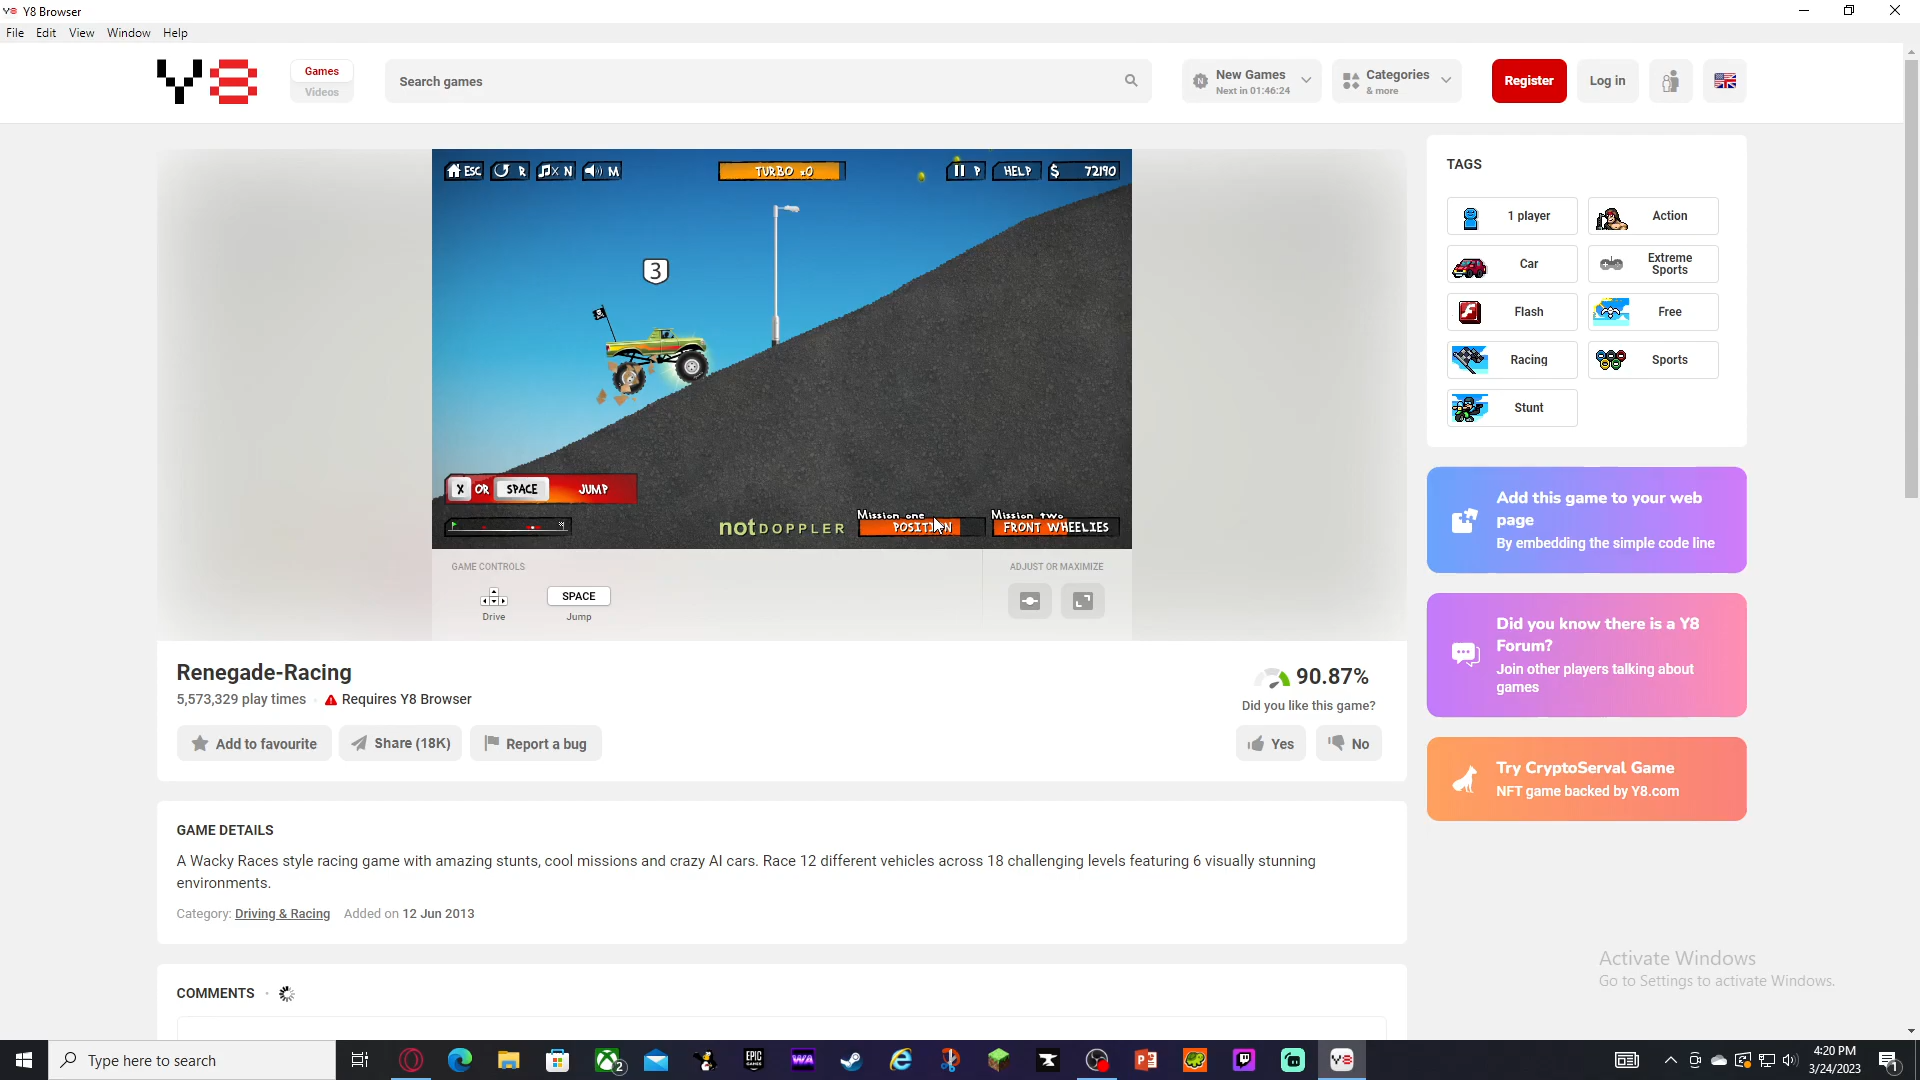 Y8 Browser
File Edit View Window Help
Y8
Games
Videos
Search games
New Games
Next in 01:46:24
Categories
& more
Register
Log in
ESC R N M
TURBO x0
P HELP $ 72190
3
X OR SPACE JUMP
notDOPPLER
Mission one
POSITION
Mission two
FRONT WHEELIES
GAME CONTROLS
Drive
SPACE
Jump
ADJUST OR MAXIMIZE
TAGS
1 player
Action
Car
Extreme Sports
Flash
Free
Racing
Sports
Stunt
Add this game to your web
page
By embedding the simple code line
Did you know there is a Y8
Forum?
Join other players talking about
games
Try CryptoServal Game
NFT game backed by Y8.com
Renegade-Racing
5,573,329 play times · Requires Y8 Browser
Add to favourite
Share (18K)
Report a bug
90.87%
Did you like this game?
Yes
No
GAME DETAILS
A Wacky Races style racing game with amazing stunts, cool missions and crazy AI cars. Race 12 different vehicles across 18 challenging levels featuring 6 visually stunning
environments.
Category: Driving & Racing Added on 12 Jun 2013
COMMENTS ·
Activate Windows
Go to Settings to activate Windows.
Type here to search
4:20 PM
3/24/2023